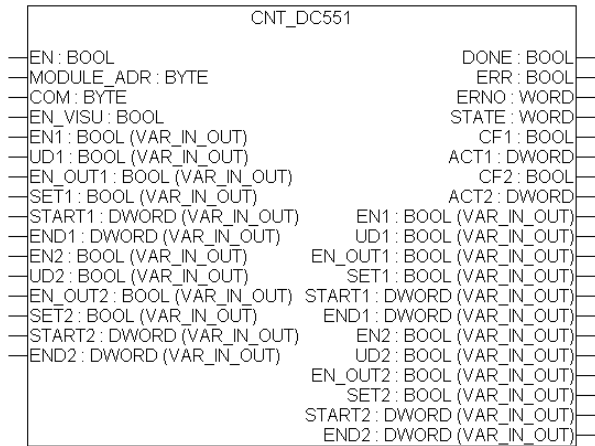 CNT_DC551
EN : BOOL DONE : BOOL
MODULE_ADR : BYTE ERR : BOOL
COM : BYTE ERNO : WORD
EN_VISU : BOOL STATE : WORD
EN1 : BOOL (VAR_IN_OUT) CF1 : BOOL
UD1 : BOOL (VAR_IN_OUT) ACT1 : DWORD
EN_OUT1 : BOOL (VAR_IN_OUT) CF2 : BOOL
SET1 : BOOL (VAR_IN_OUT) ACT2 : DWORD
START1 : DWORD (VAR_IN_OUT) EN1 : BOOL (VAR_IN_OUT)
END1 : DWORD (VAR_IN_OUT) UD1 : BOOL (VAR_IN_OUT)
EN2 : BOOL (VAR_IN_OUT) EN_OUT1 : BOOL (VAR_IN_OUT)
UD2 : BOOL (VAR_IN_OUT) SET1 : BOOL (VAR_IN_OUT)
EN_OUT2 : BOOL (VAR_IN_OUT) START1 : DWORD (VAR_IN_OUT)
SET2 : BOOL (VAR_IN_OUT) END1 : DWORD (VAR_IN_OUT)
START2 : DWORD (VAR_IN_OUT) EN2 : BOOL (VAR_IN_OUT)
END2 : DWORD (VAR_IN_OUT) UD2 : BOOL (VAR_IN_OUT)
EN_OUT2 : BOOL (VAR_IN_OUT)
SET2 : BOOL (VAR_IN_OUT)
START2 : DWORD (VAR_IN_OUT)
END2 : DWORD (VAR_IN_OUT)